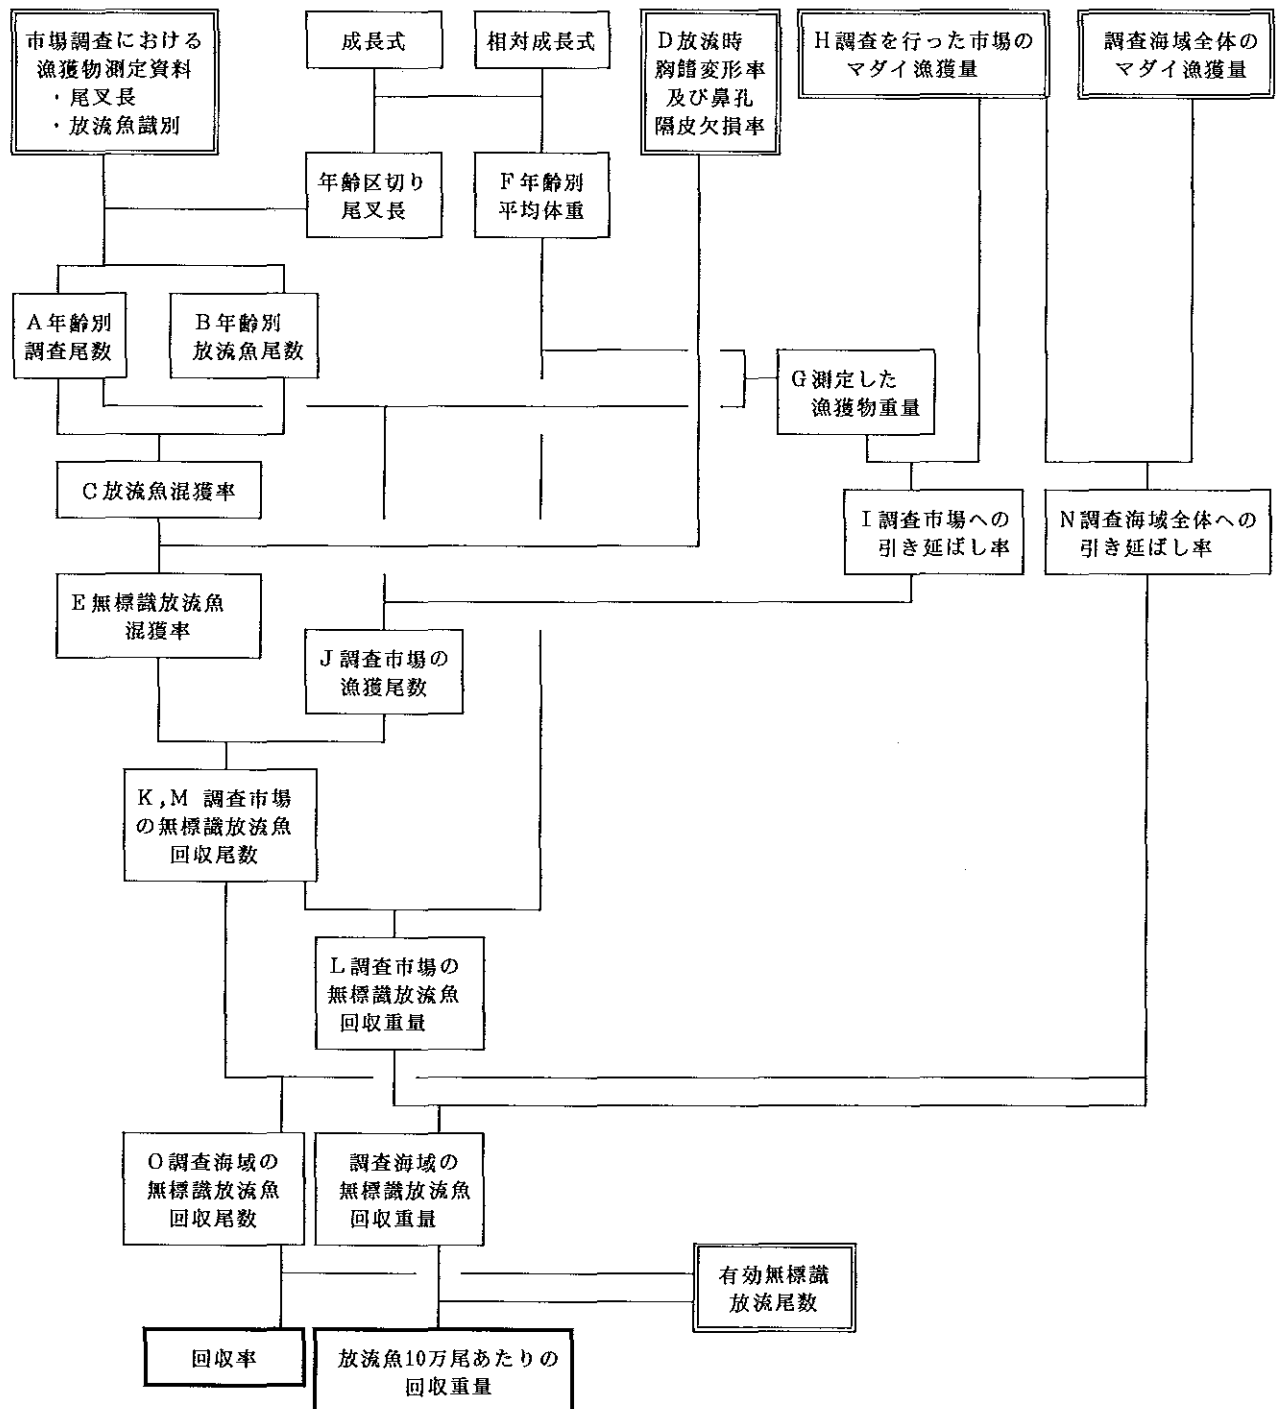 市場調査における
漁獲物測定資料
・尾叉長
・放流魚識別
成長式
相対成長式
D放流時
胸鰭変形率
及び鼻孔
隔皮欠損率
H調査を行った市場の
マダイ漁獲量
調査海域全体の
マダイ漁獲量
年齢区切り
尾叉長
F年齢別
平均体重
A年齢別
調査尾数
B年齢別
放流魚尾数
G測定した
漁獲物重量
C放流魚混獲率
I調査市場への
引き延ばし率
N調査海域全体への
引き延ばし率
E無標識放流魚
混獲率
J調査市場の
漁獲尾数
K,M 調査市場
の無標識放流魚
回収尾数
L調査市場の
無標識放流魚
回収重量
O調査海域の
無標識放流魚
回収尾数
調査海域の
無標識放流魚
回収重量
有効無標識
放流尾数
回収率
放流魚10万尾あたりの
回収重量